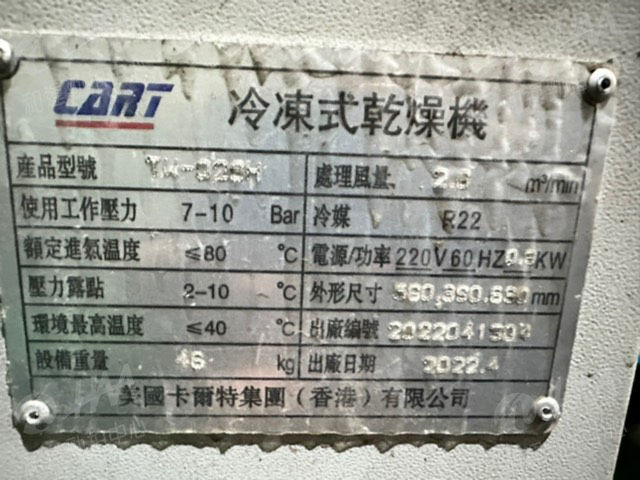 CART 冷凍式乾燥機
産品型號 處理風量 m³/min
使用工作壓力 7-10 Bar 冷媒 R22
額定進氣溫度 ≤80 °C 電源/功率 220V 60HZ KW
壓力露點 2-10 °C 外形尺寸 mm
環境最高溫度 ≤40 °C 出廠編號
設備重量 46 kg 出廠日期 2022.4
美國卡爾特集團（香港）有限公司